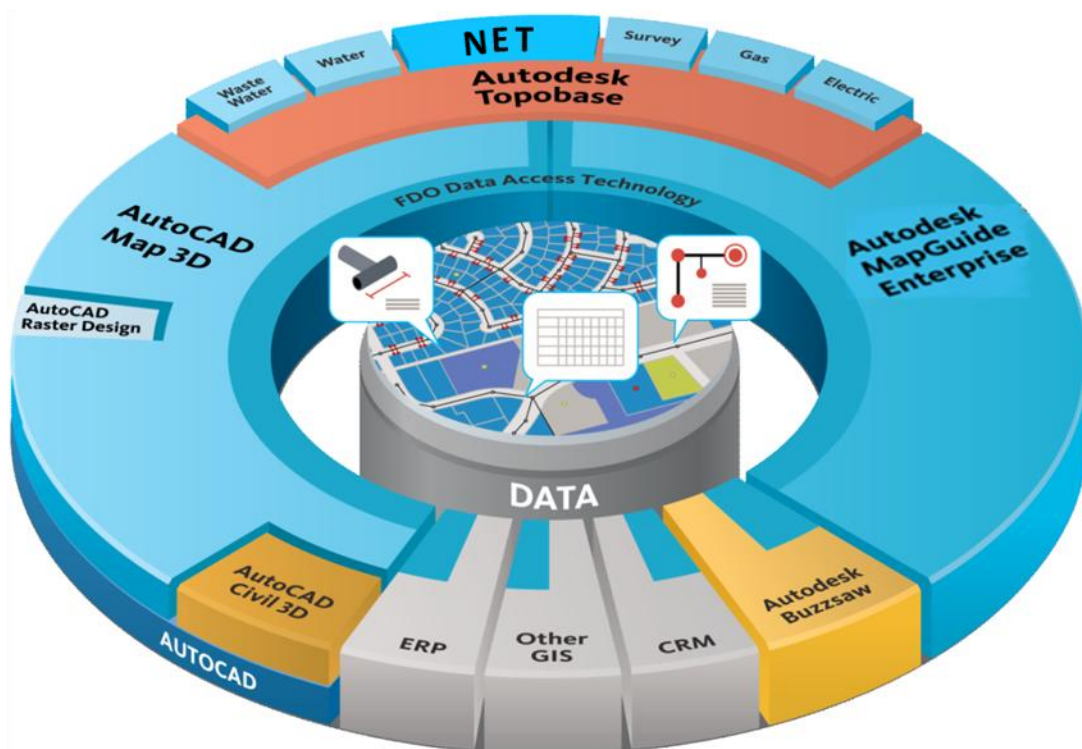 NET
Waste
Water
Water
Survey
Gas
Electric
Autodesk
Topobase
FDO Data Access Technology
AutoCAD
Map 3D
Autodesk
MapGuide
Enterprise
AutoCAD
Raster Design
DATA
AutoCAD
Civil 3D
AUTOCAD
ERP
Other
GIS
CRM
Autodesk
Buzzsaw